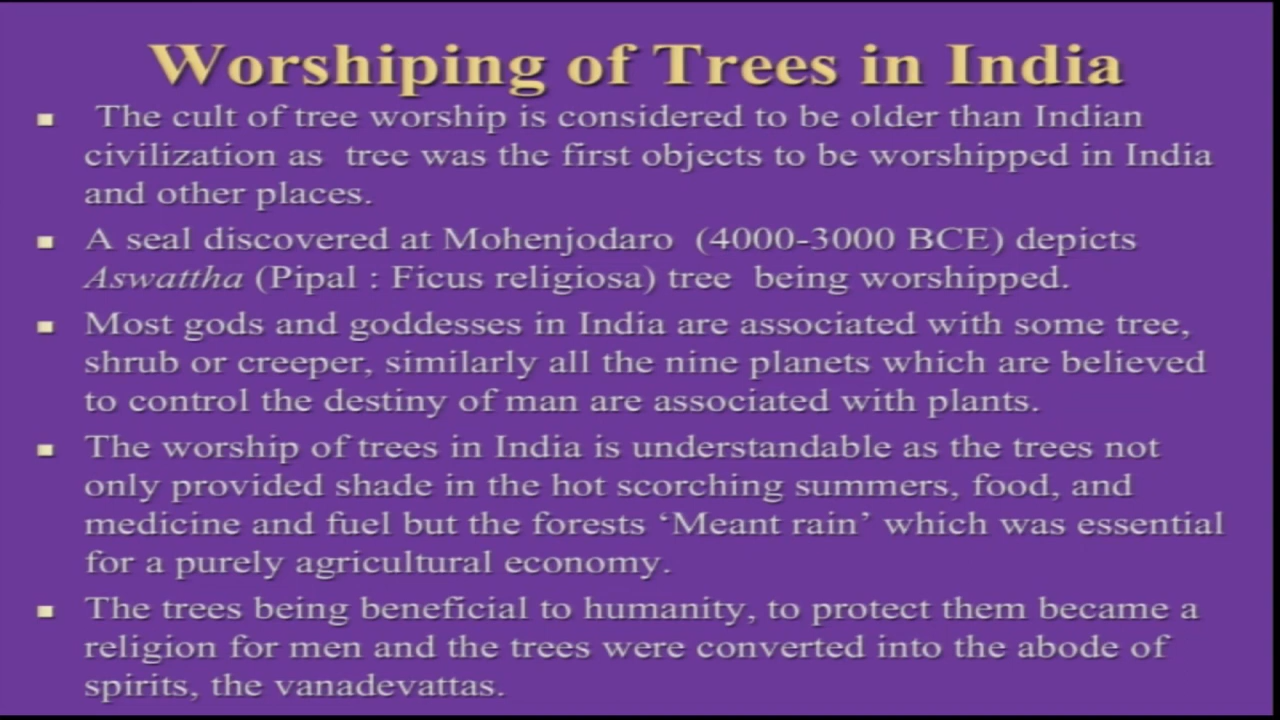 Worshiping of Trees in India
The cult of tree worship is considered to be older than Indian
civilization as tree was the first objects to be worshipped in India
and other places.
A seal discovered at Mohenjodaro (4000-3000 BCE) depicts
Aswattha (Pipal : Ficus religiosa) tree being worshipped.
Most gods and goddesses in India are associated with some tree,
shrub or creeper, similarly all the nine planets which are believed
to control the destiny of man are associated with plants.
The worship of trees in India is understandable as the trees not
only provided shade in the hot scorching summers, food, and
medicine and fuel but the forests ‘Meant rain’ which was essential
for a purely agricultural economy.
The trees being beneficial to humanity, to protect them became a
religion for men and the trees were converted into the abode of
spirits, the vanadevattas.